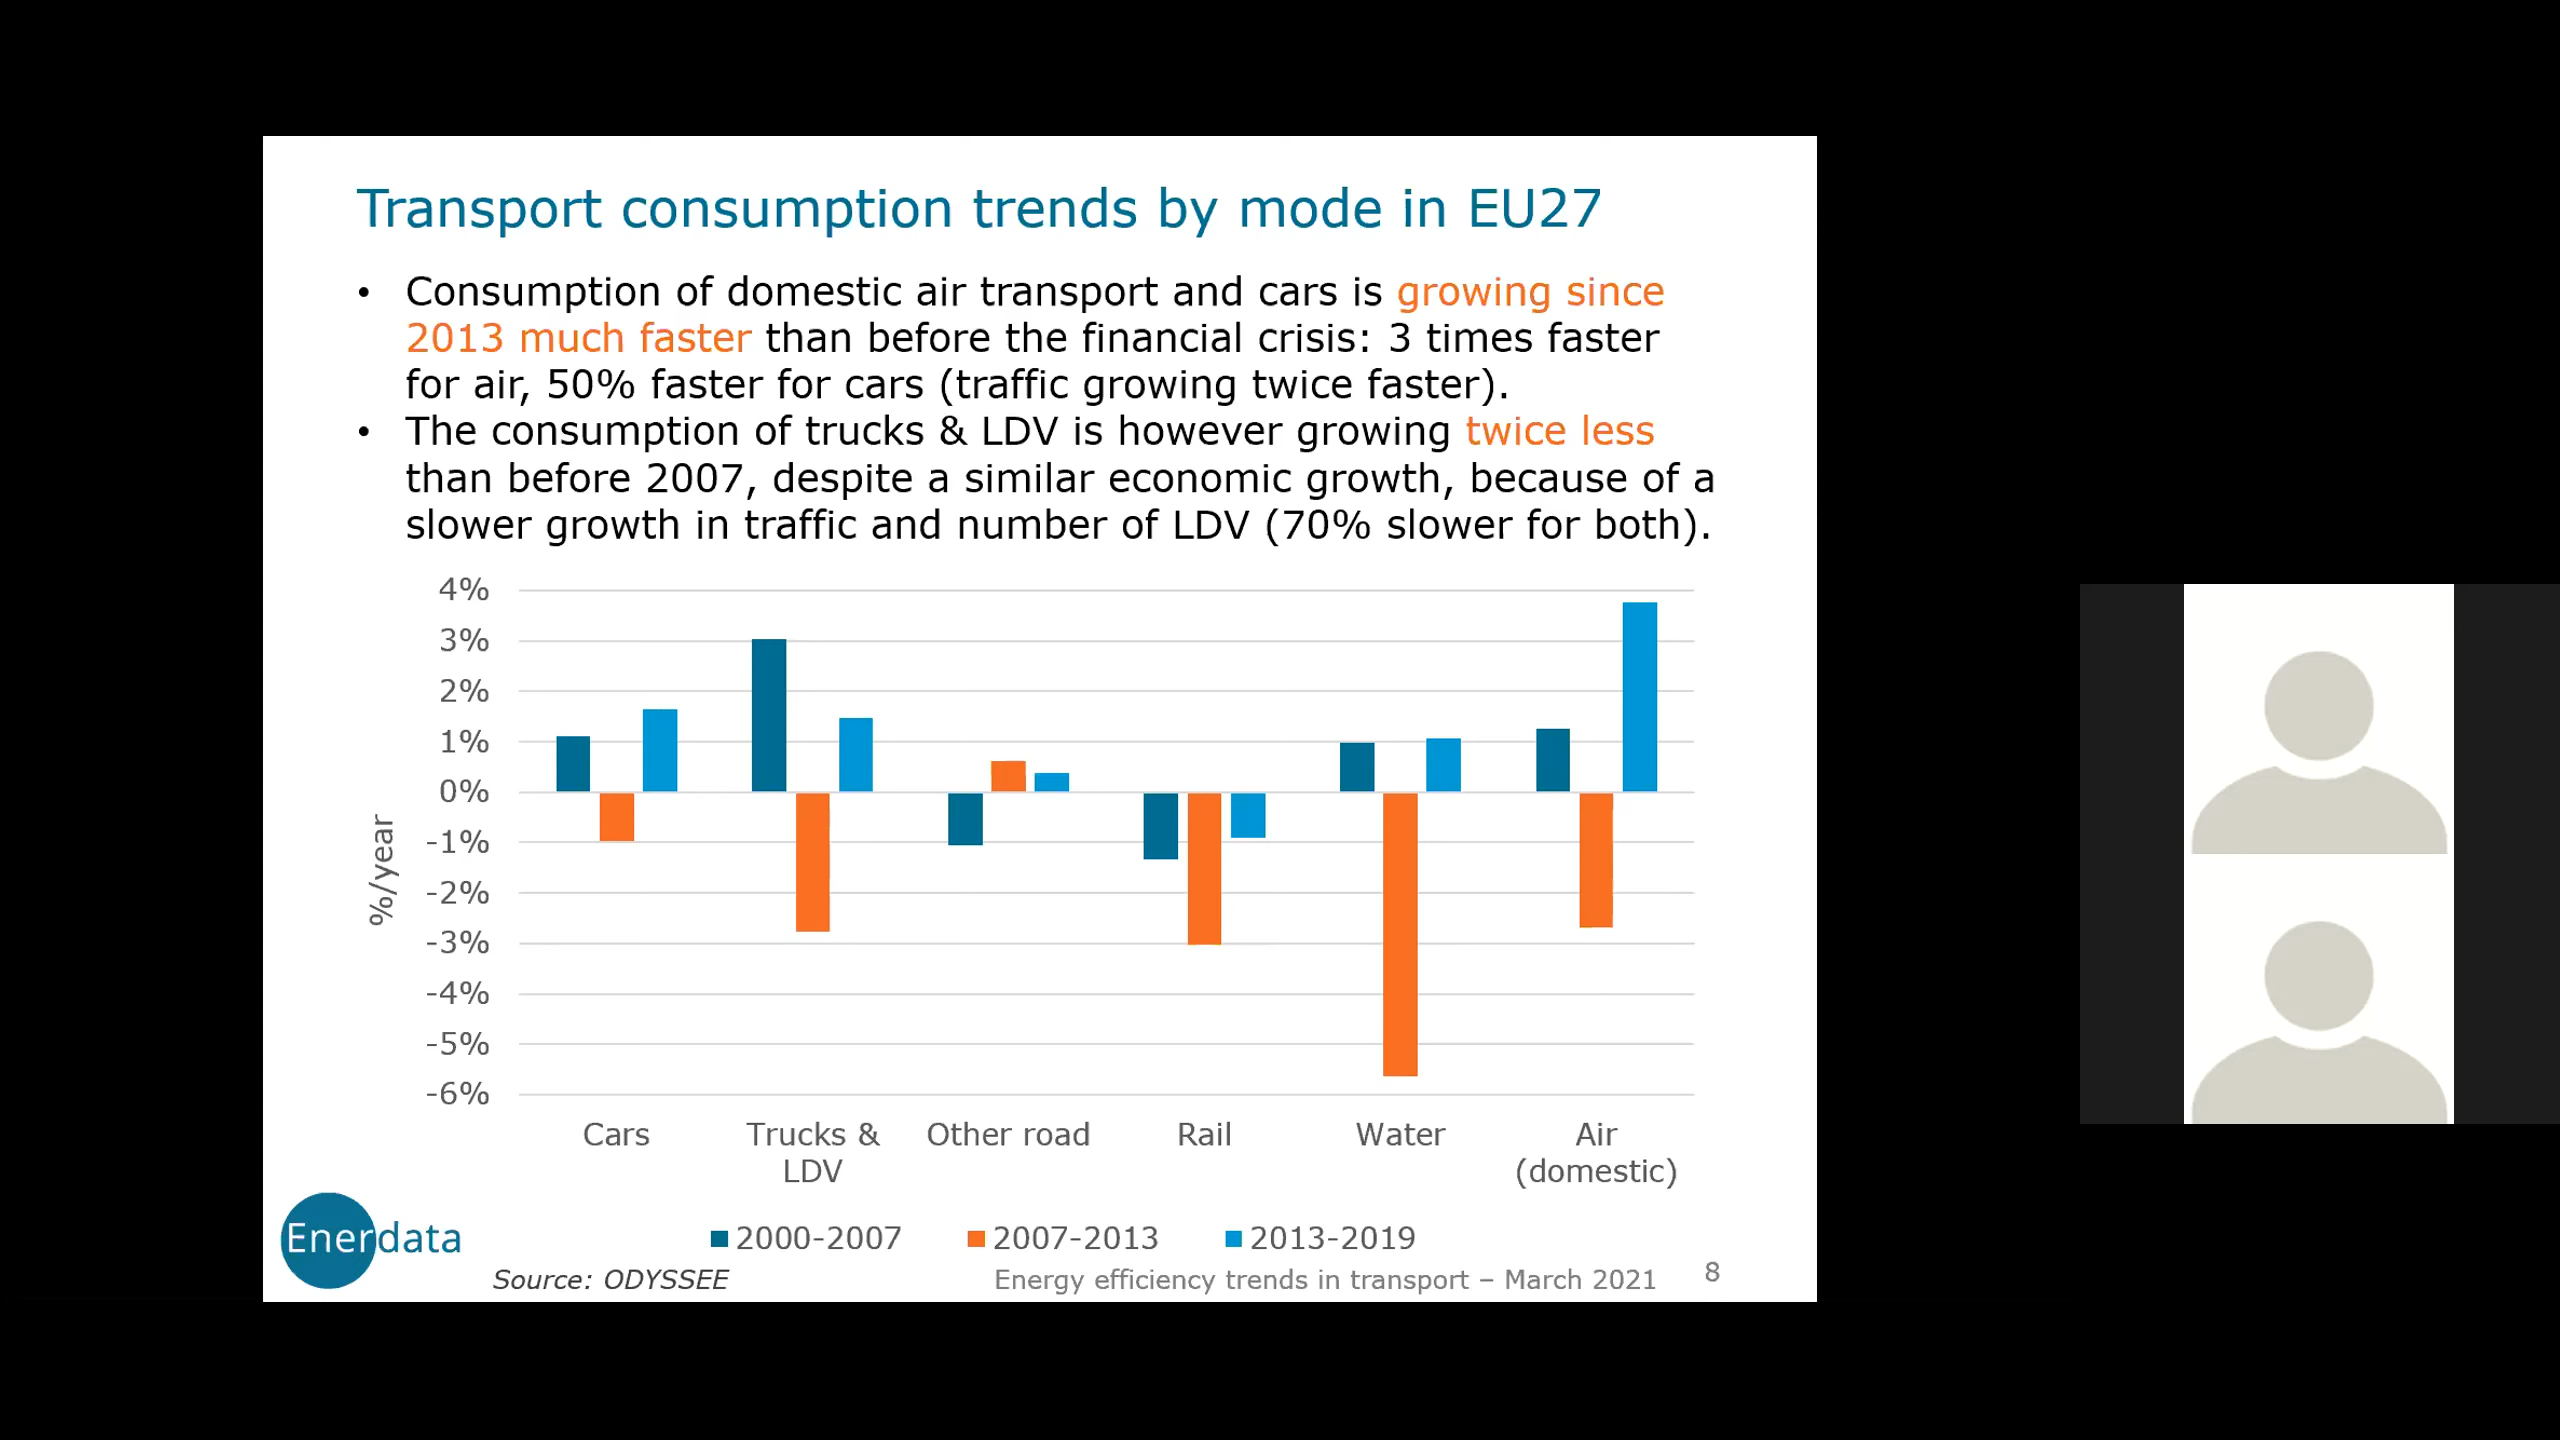 Transport consumption trends by mode in EU27
• Consumption of domestic air transport and cars is growing since
2013 much faster than before the financial crisis: 3 times faster
for air, 50% faster for cars (traffic growing twice faster).
• The consumption of trucks & LDV is however growing twice less
than before 2007, despite a similar economic growth, because of a
slower growth in traffic and number of LDV (70% slower for both).
4%
3%
2%
1%
0%
-1%
-2%
-3%
-4%
-5%
-6%
%/year
Cars
Trucks &
LDV
Other road
Rail
Water
Air
(domestic)
2000-2007 2007-2013 2013-2019
Enerdata
Source: ODYSSEE
Energy efficiency trends in transport – March 2021
8